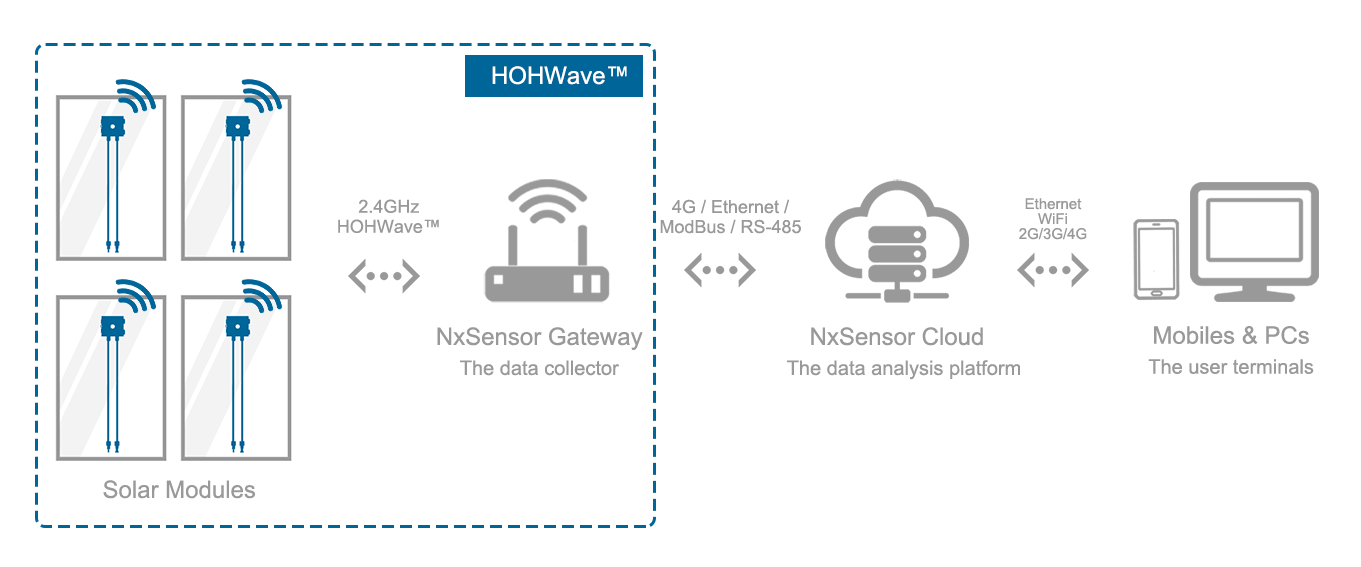 HOHWave™
2.4GHz
HOHWave™
4G / Ethernet /
ModBus / RS-485
Ethernet
WiFi
2G/3G/4G
NxSensor Gateway
The data collector
NxSensor Cloud
The data analysis platform
Mobiles & PCs
The user terminals
Solar Modules